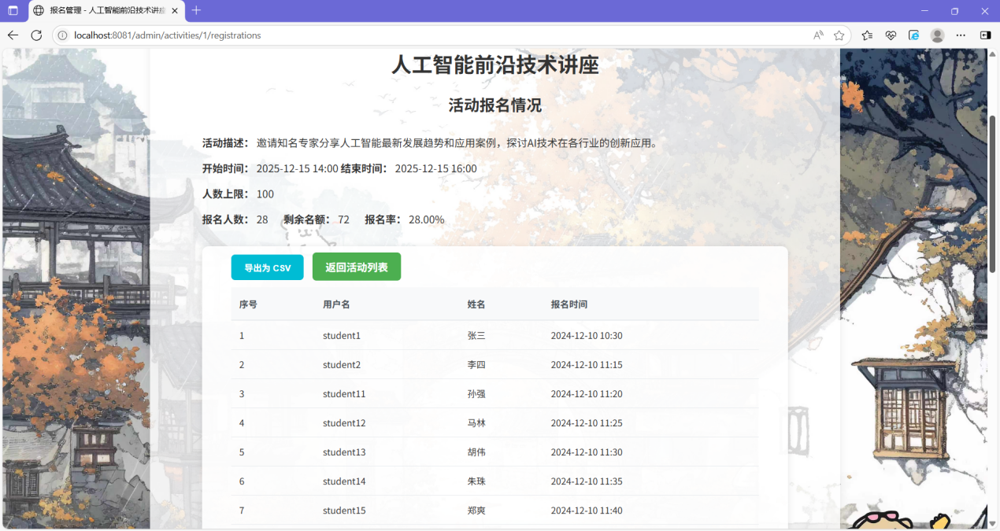 报名管理 - 人工智能前沿技术讲座
localhost:8081/admin/activities/1/registrations
人工智能前沿技术讲座
活动报名情况
活动描述： 邀请知名专家分享人工智能最新发展趋势和应用案例，探讨AI技术在各行业的创新应用。
开始时间： 2025-12-15 14:00 结束时间： 2025-12-15 16:00
人数上限： 100
报名人数： 28 剩余名额： 72 报名率： 28.00%
导出为 CSV 返回活动列表
序号 用户名 姓名 报名时间
1 student1 张三 2024-12-10 10:30
2 student2 李四 2024-12-10 11:15
3 student11 孙强 2024-12-10 11:20
4 student12 马林 2024-12-10 11:25
5 student13 胡伟 2024-12-10 11:30
6 student14 朱珠 2024-12-10 11:35
7 student15 郑爽 2024-12-10 11:40